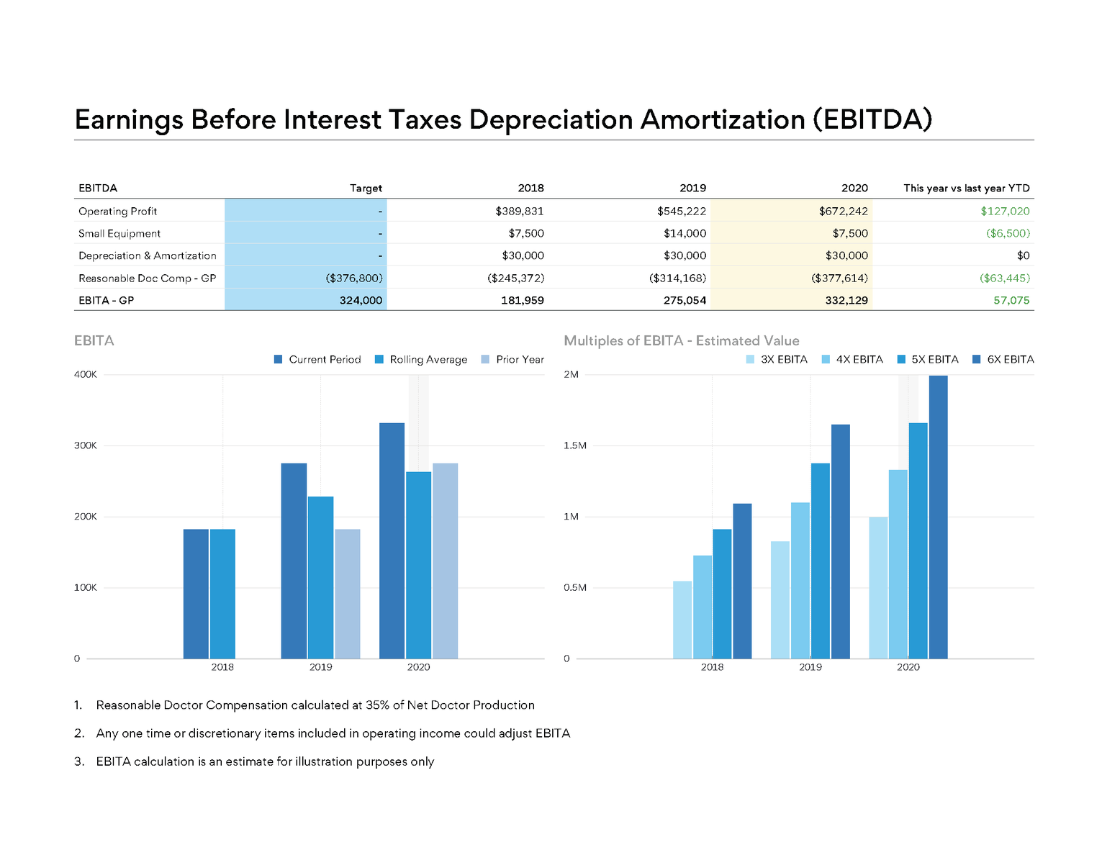 Earnings Before Interest Taxes Depreciation Amortization (EBITDA)
EBITDA Target 2018 2019 2020 This year vs last year YTD
Operating Profit - $389,831 $545,222 $672,242 $127,020
Small Equipment - $7,500 $14,000 $7,500 ($6,500)
Depreciation & Amortization - $30,000 $30,000 $30,000 $0
Reasonable Doc Comp - GP ($376,800) ($245,372) ($314,168) ($377,614) ($63,445)
EBITA - GP 324,000 181,959 275,054 332,129 57,075
EBITA
Current Period Rolling Average Prior Year
400K
300K
200K
100K
0
2018 2019 2020
Multiples of EBITA - Estimated Value
3X EBITA 4X EBITA 5X EBITA 6X EBITA
2M
1.5M
1M
0.5M
0
2018 2019 2020
1. Reasonable Doctor Compensation calculated at 35% of Net Doctor Production
2. Any one time or discretionary items included in operating income could adjust EBITA
3. EBITA calculation is an estimate for illustration purposes only